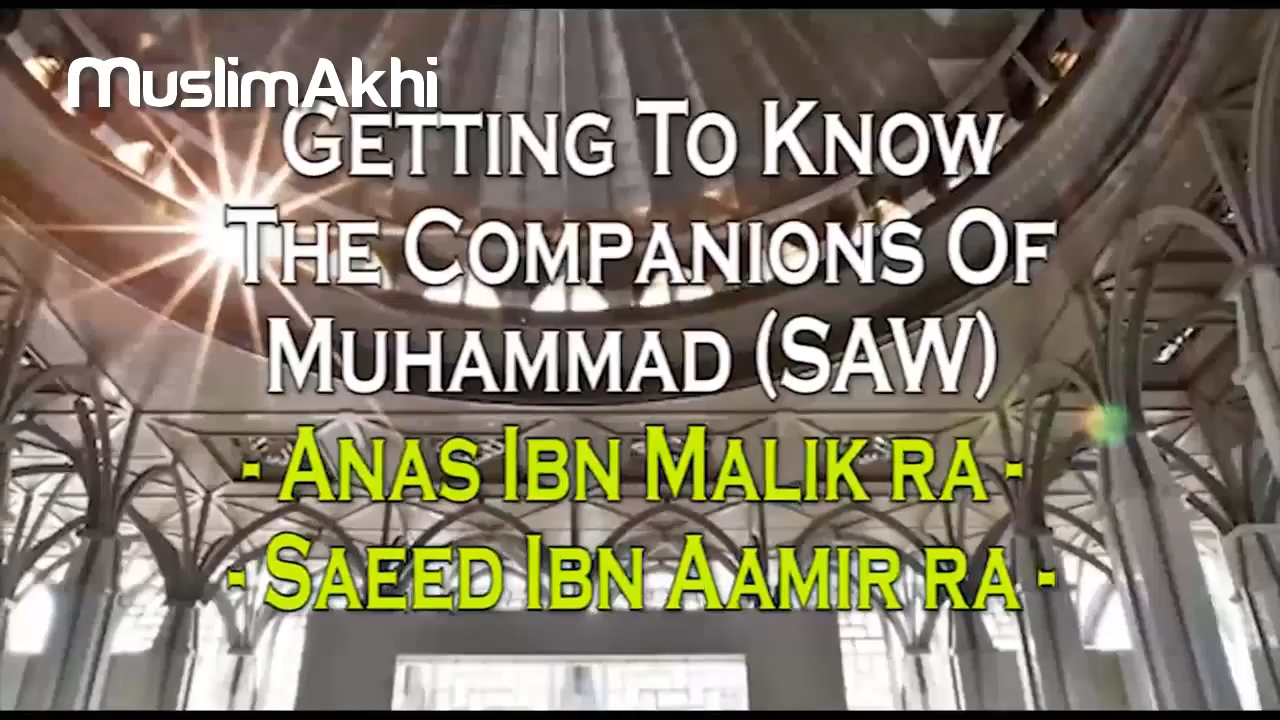 MuslimAkhi
Getting To Know
The Companions Of
Muhammad (SAW)
- Anas Ibn Malik ra -
- Saeed Ibn Aamir ra -